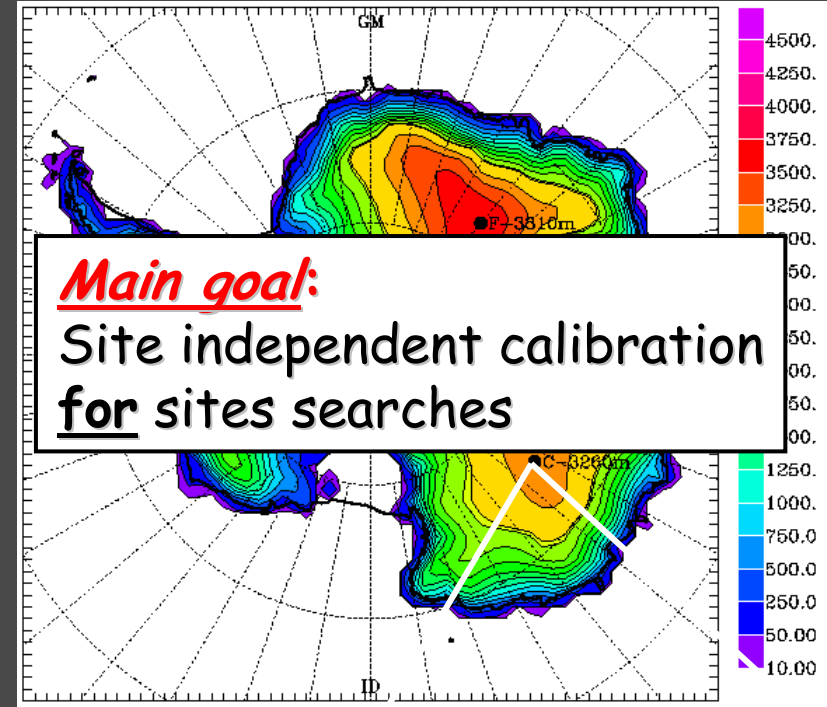 GM
F-3810m
Main goal:
Site independent calibration
for sites searches
C-3260m
ID
4500.
4250.
4000.
3750.
3500.
3250.
1250.
1000.
750.0
500.0
250.0
50.00
10.00